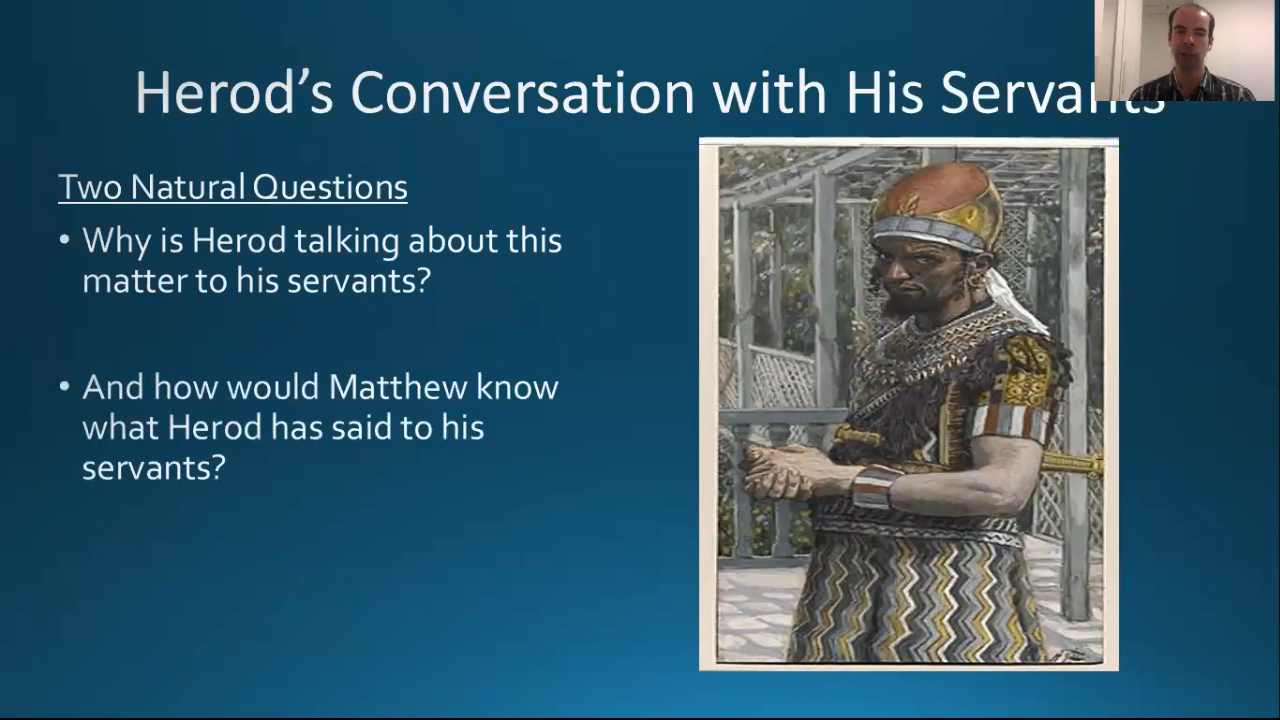 Herod's Conversation with His Servants
Two Natural Questions
• Why is Herod talking about this
matter to his servants?
• And how would Matthew know
what Herod has said to his
servants?